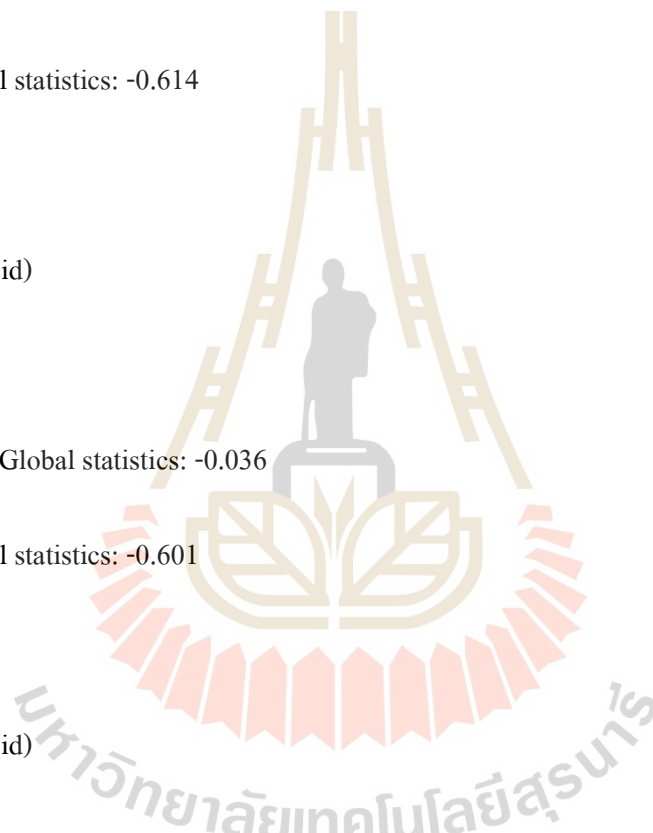 l statistics: -0.614
id)
Global statistics: -0.036
l statistics: -0.601
id)
มหาวิทยาลัยเทคโนโลยีสุรนารี